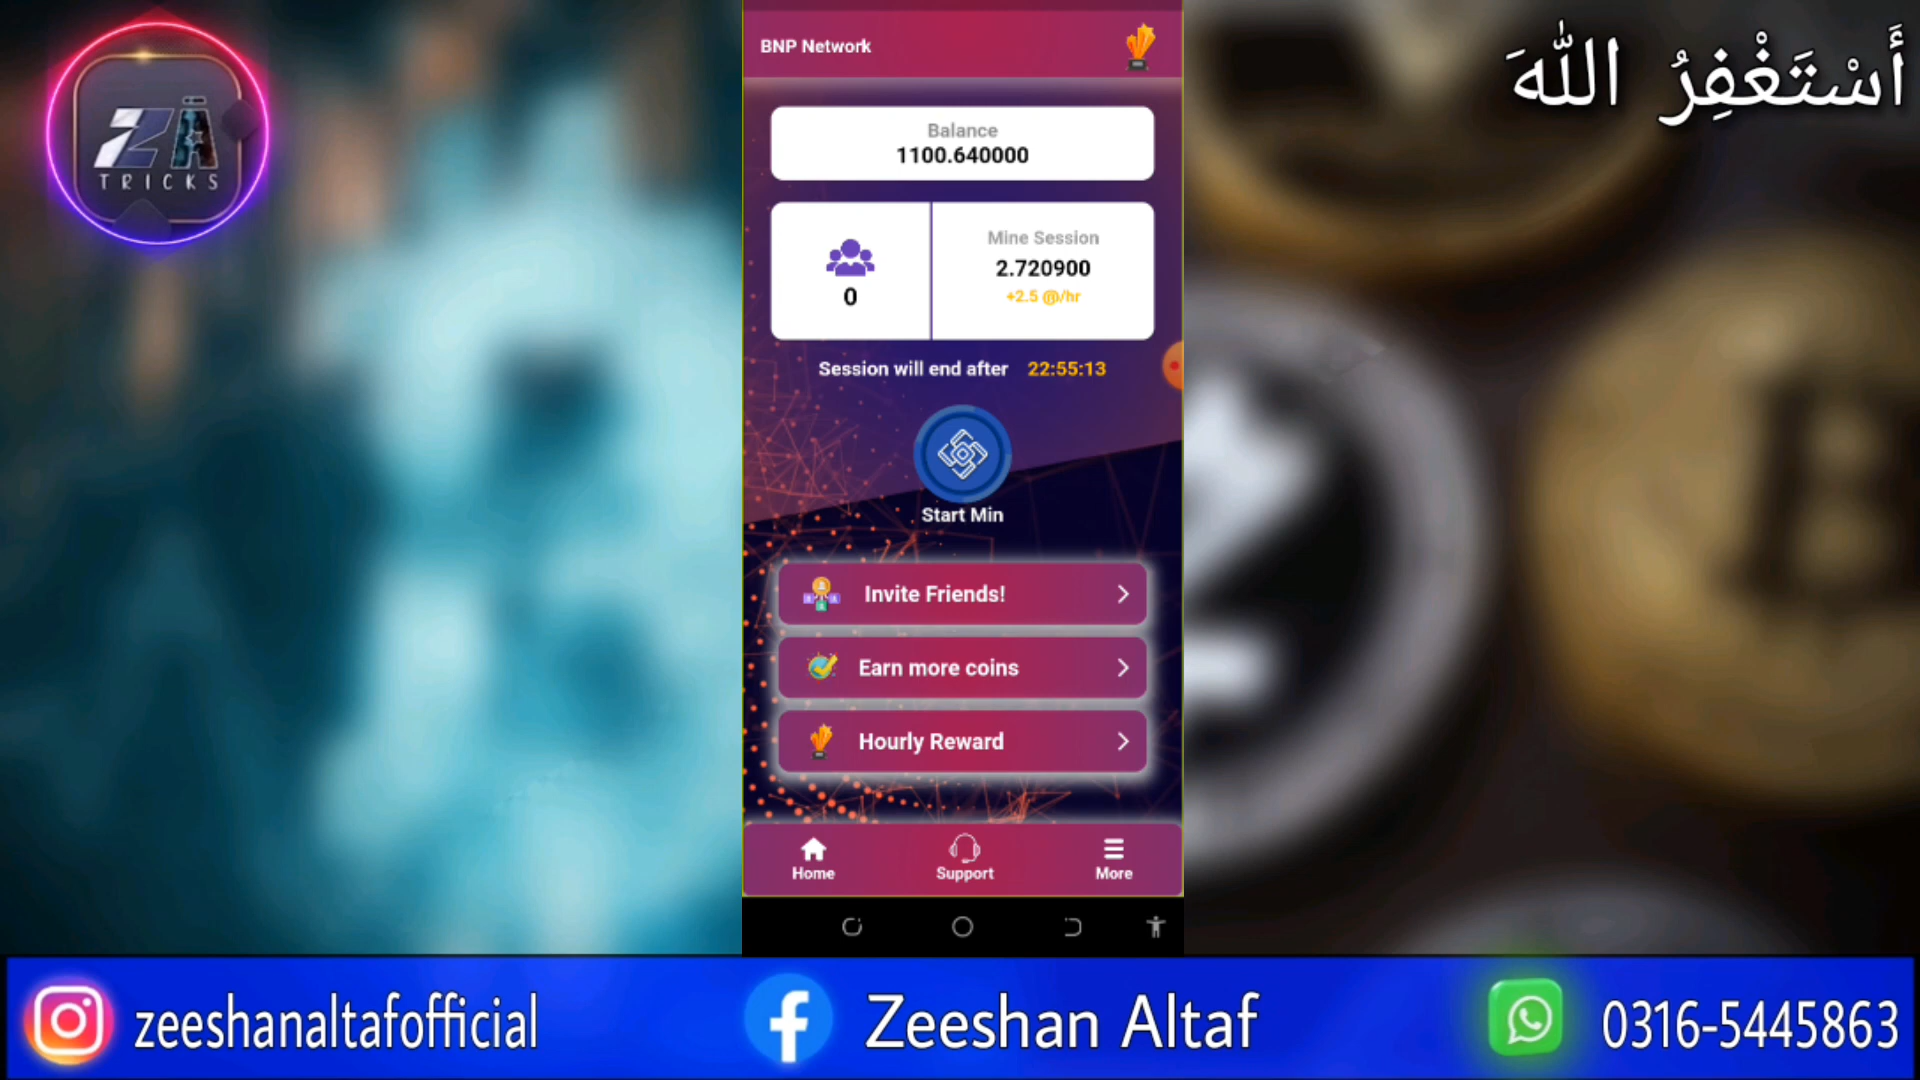 ZA
TRICKS
أَسْتَغْفِرُ اللهَ
BNP Network
Balance
1100.640000
0
Mine Session
2.720900
+2.5 @/hr
Session will end after 22:55:13
Start Min
Invite Friends!
Earn more coins
Hourly Reward
Home
Support
More
zeeshanaltafofficial
Zeeshan Altaf
0316-5445863